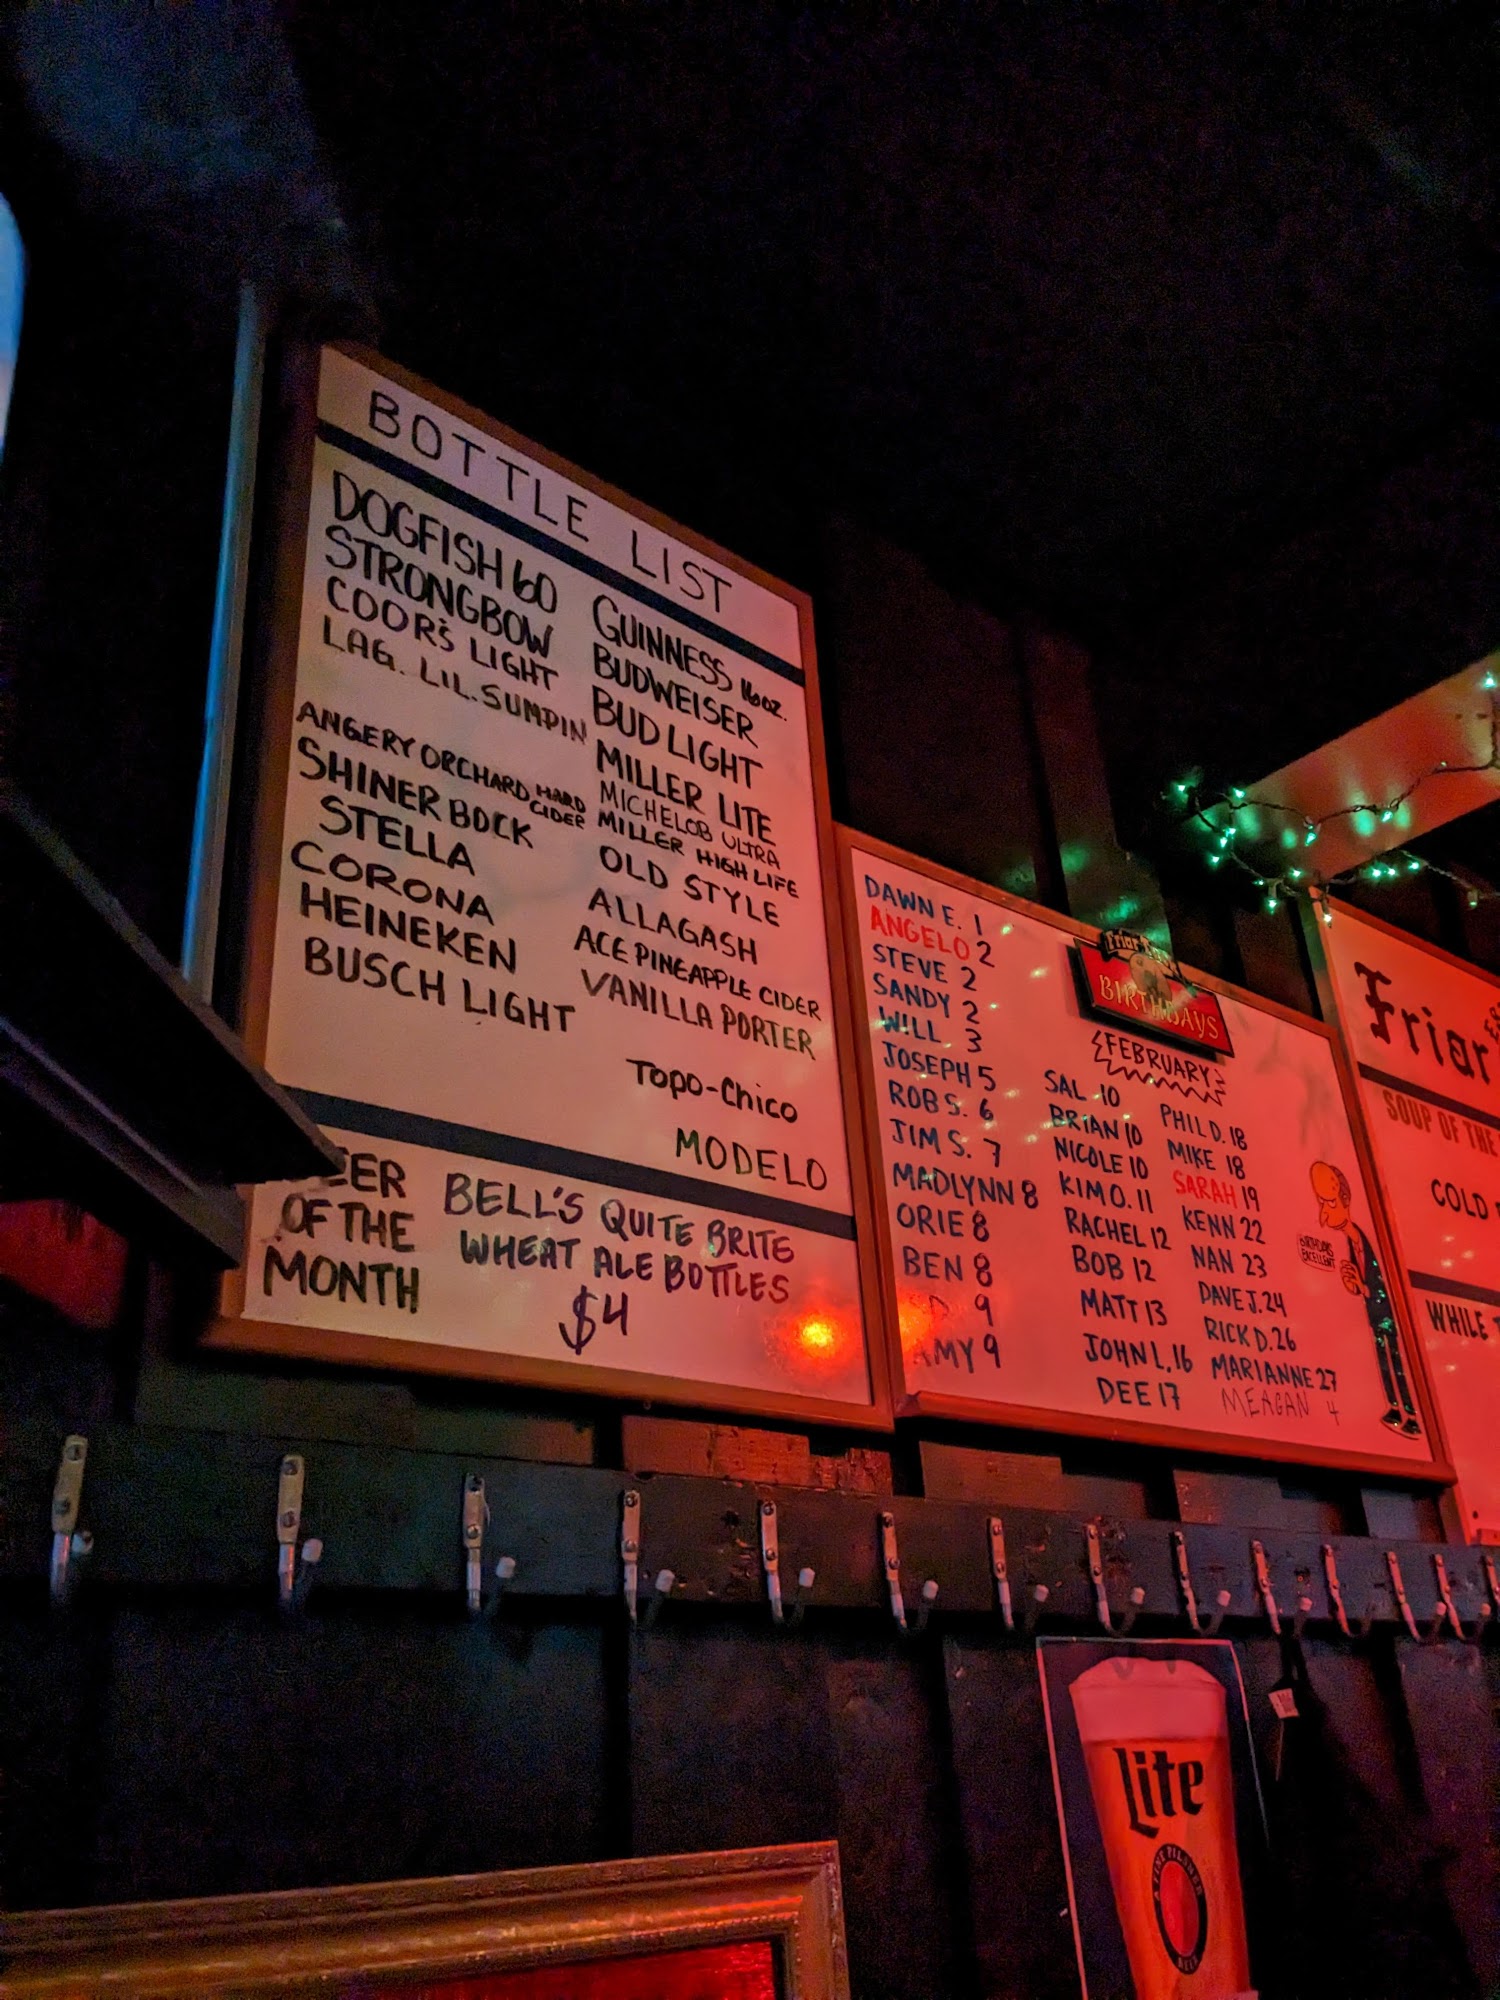 BOTTLE LIST
DOGFISH 60
STRONGBOW
COOR'S LIGHT
LAG. LIL. SUMPIN
ANGERY ORCHARD HARD
CIDER
SHINER BOCK
STELLA
CORONA
HEINEKEN
BUSCH LIGHT
GUINNESS 16oz.
BUDWEISER
BUD LIGHT
MILLER LITE
MICHELOB ULTRA
MILLER HIGH LIFE
OLD STYLE
ALLAGASH
ACE PINEAPPLE CIDER
VANILLA PORTER
TOPO-CHICO
MODELO
OF THE
MONTH
BELL'S QUITE BRITE
WHEAT ALE BOTTLES
$4
BIRTHDAYS
FEBRUARY
DAWN E. 1
ANGELO 2
STEVE 2
SANDY 2
WILL 3
JOSEPH 5
ROB S. 6
JIM S. 7
MADLYNN 8
ORIE 8
BEN 8
9
AMY 9
SAL 10
BRIAN 10
NICOLE 10
KIM O. 11
RACHEL 12
BOB 12
MATT 13
JOHN L. 16
DEE 17
PHIL D. 18
MIKE 18
SARAH 19
KENN 22
NAN 23
DAVE J. 24
RICK D. 26
MARIANNE 27
MEAGAN 4
EXCELLENT
Friar
SOUP OF THE
COLD
WHILE
Lite
A FINE PILSNER
BEER